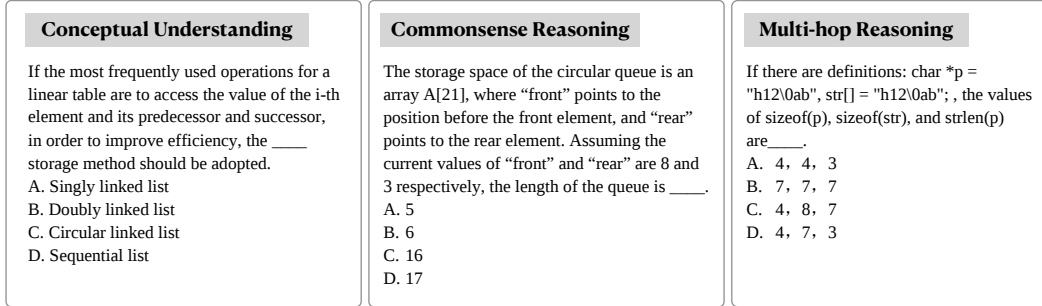 Conceptual Understanding
If the most frequently used operations for a
linear table are to access the value of the i-th
element and its predecessor and successor,
in order to improve efficiency, the ____
storage method should be adopted.
A. Singly linked list
B. Doubly linked list
C. Circular linked list
D. Sequential list
Commonsense Reasoning
The storage space of the circular queue is an
array A[21], where “front” points to the
position before the front element, and “rear”
points to the rear element. Assuming the
current values of “front” and “rear” are 8 and
3 respectively, the length of the queue is ____.
A. 5
B. 6
C. 16
D. 17
Multi-hop Reasoning
If there are definitions: char *p =
"h12\0ab", str[] = "h12\0ab"; , the values
of sizeof(p), sizeof(str), and strlen(p)
are____.
A. 4，4，3
B. 7，7，7
C. 4，8，7
D. 4，7，3